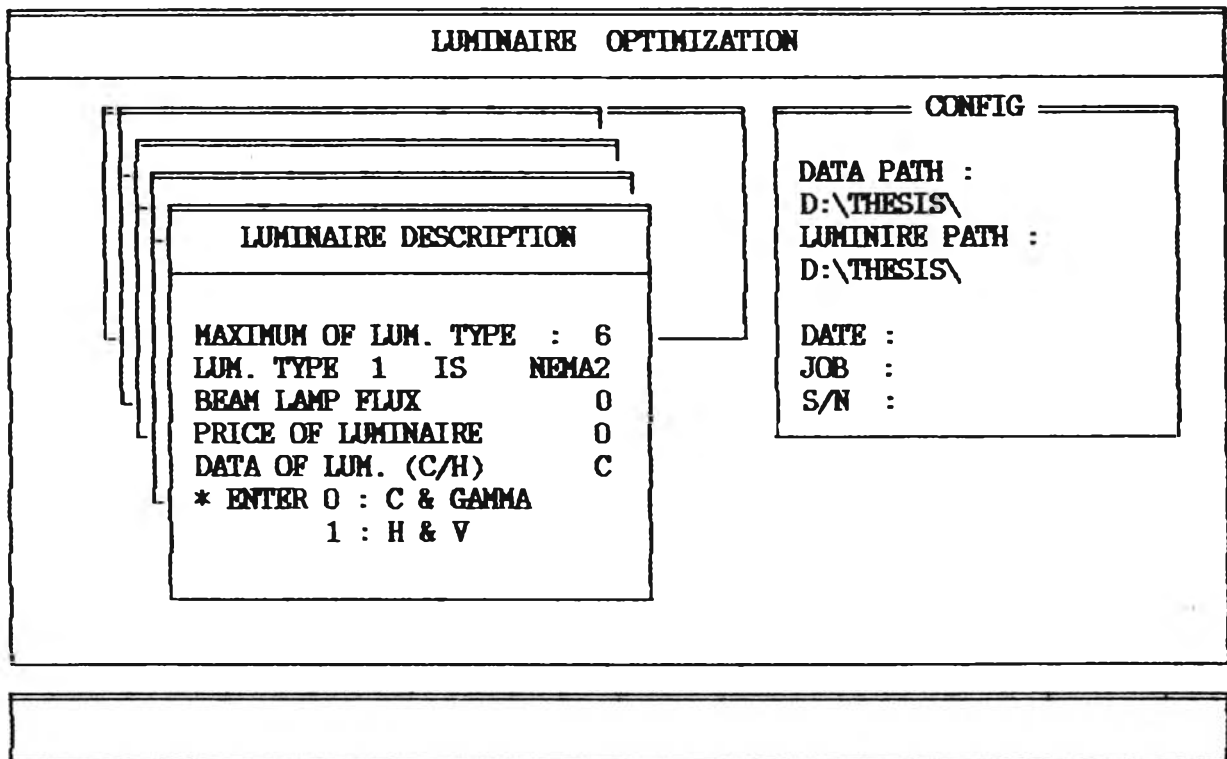 LUMINAIRE OPTIMIZATION
LUMINAIRE DESCRIPTION
MAXIMUM OF LUM. TYPE : 6
LUM. TYPE 1 IS NEMA2
BEAM LAMP FLUX 0
PRICE OF LUMINAIRE 0
DATA OF LUM. (C/H) C
* ENTER 0 : C & GAMMA
1 : H & V
CONFIG
DATA PATH :
D:\THESIS\
LUMINIRE PATH :
D:\THESIS\
DATE :
JOB :
S/N :